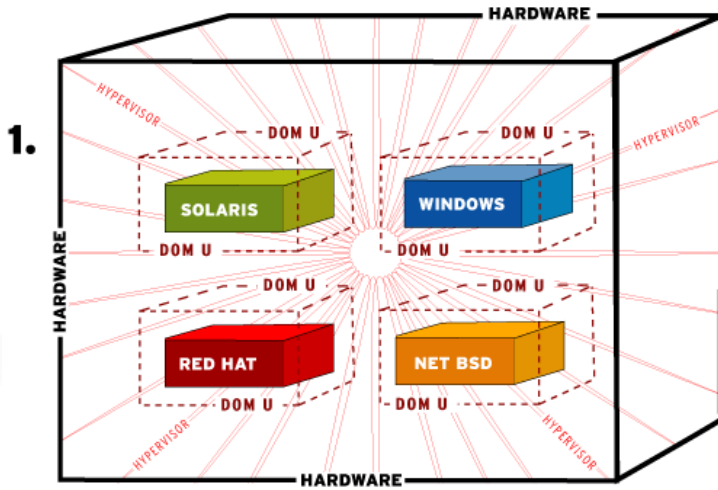 HARDWARE
1.
HYPERVISOR
DOM U
DOM U
HYPERVISOR
SOLARIS
WINDOWS
DOM U
DOM U
HARDWARE
DOM U
DOM U
RED HAT
NET BSD
DOM U
DOM U
HYPERVISOR
HYPERVISOR
HARDWARE